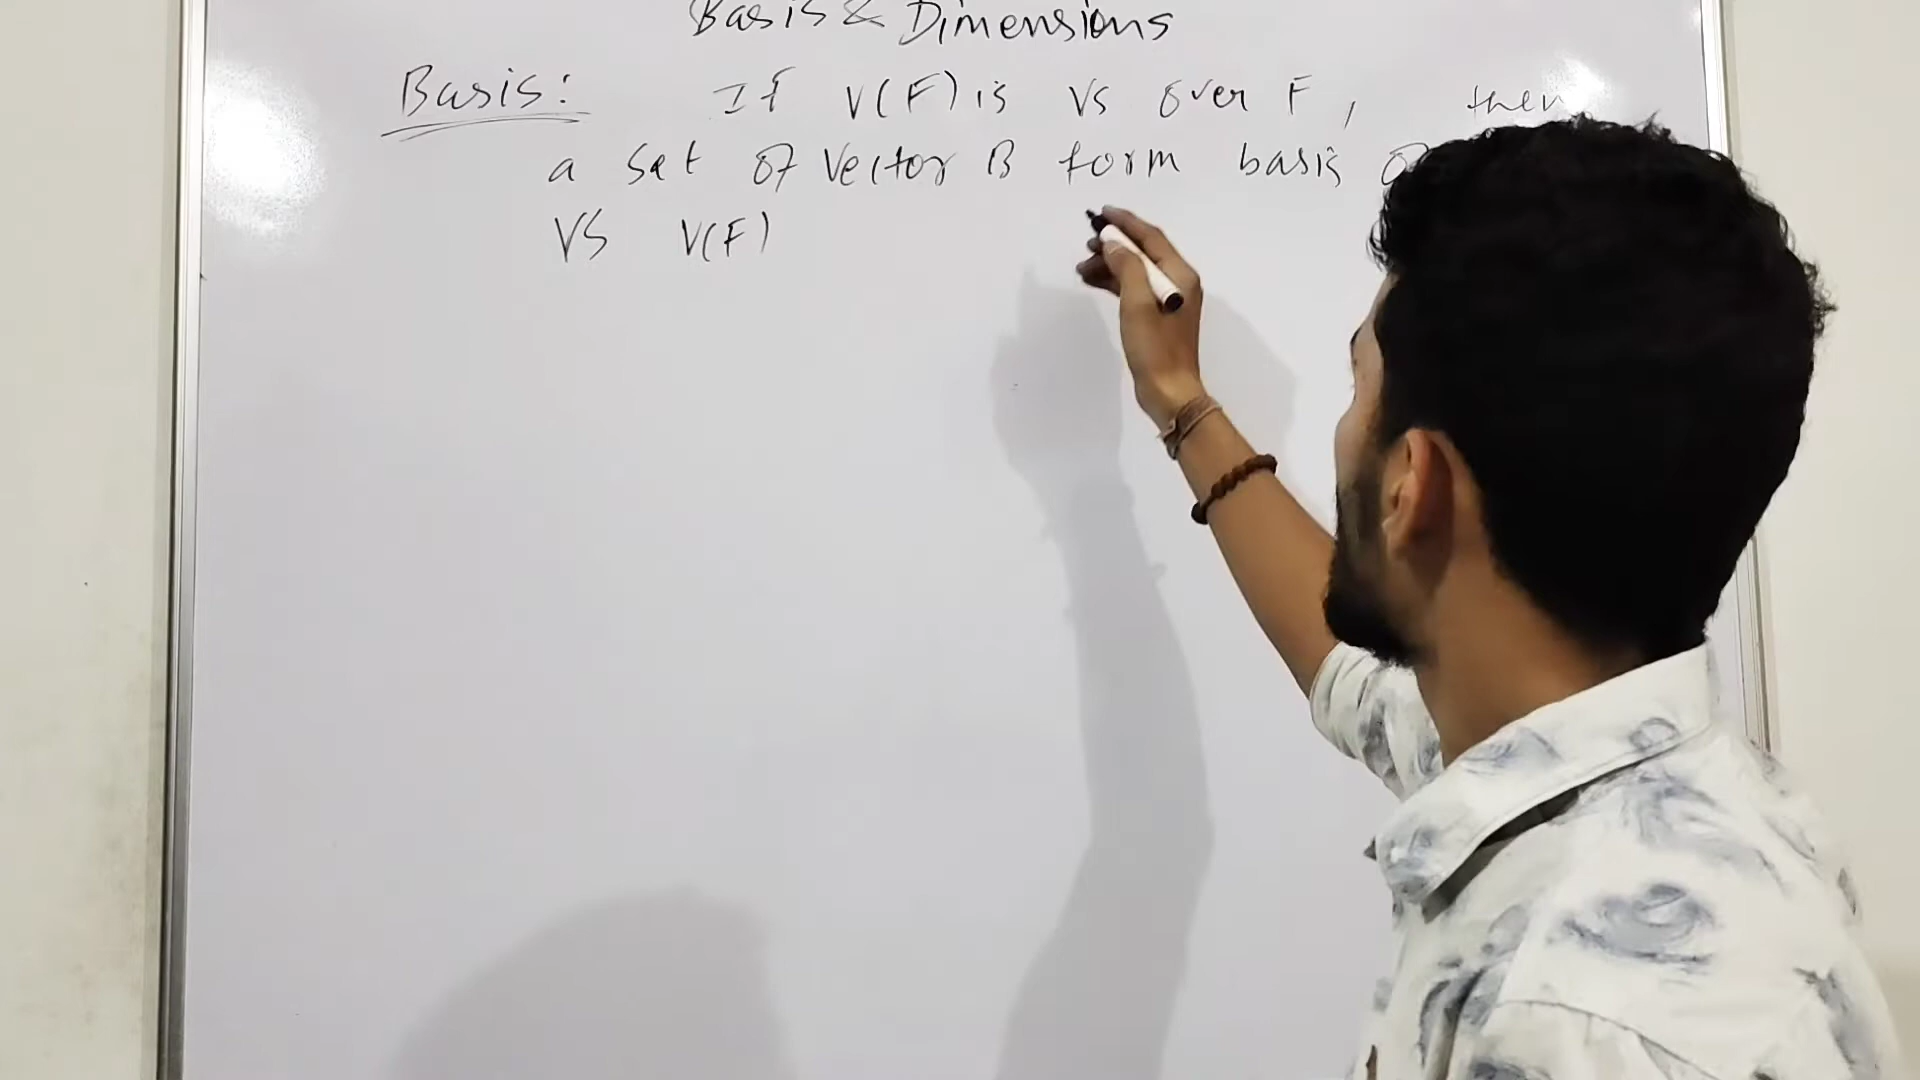 Basis & Dimensions
Basis: If V(F) is VS over F, then
a set of vector B form basis
VS V(F)